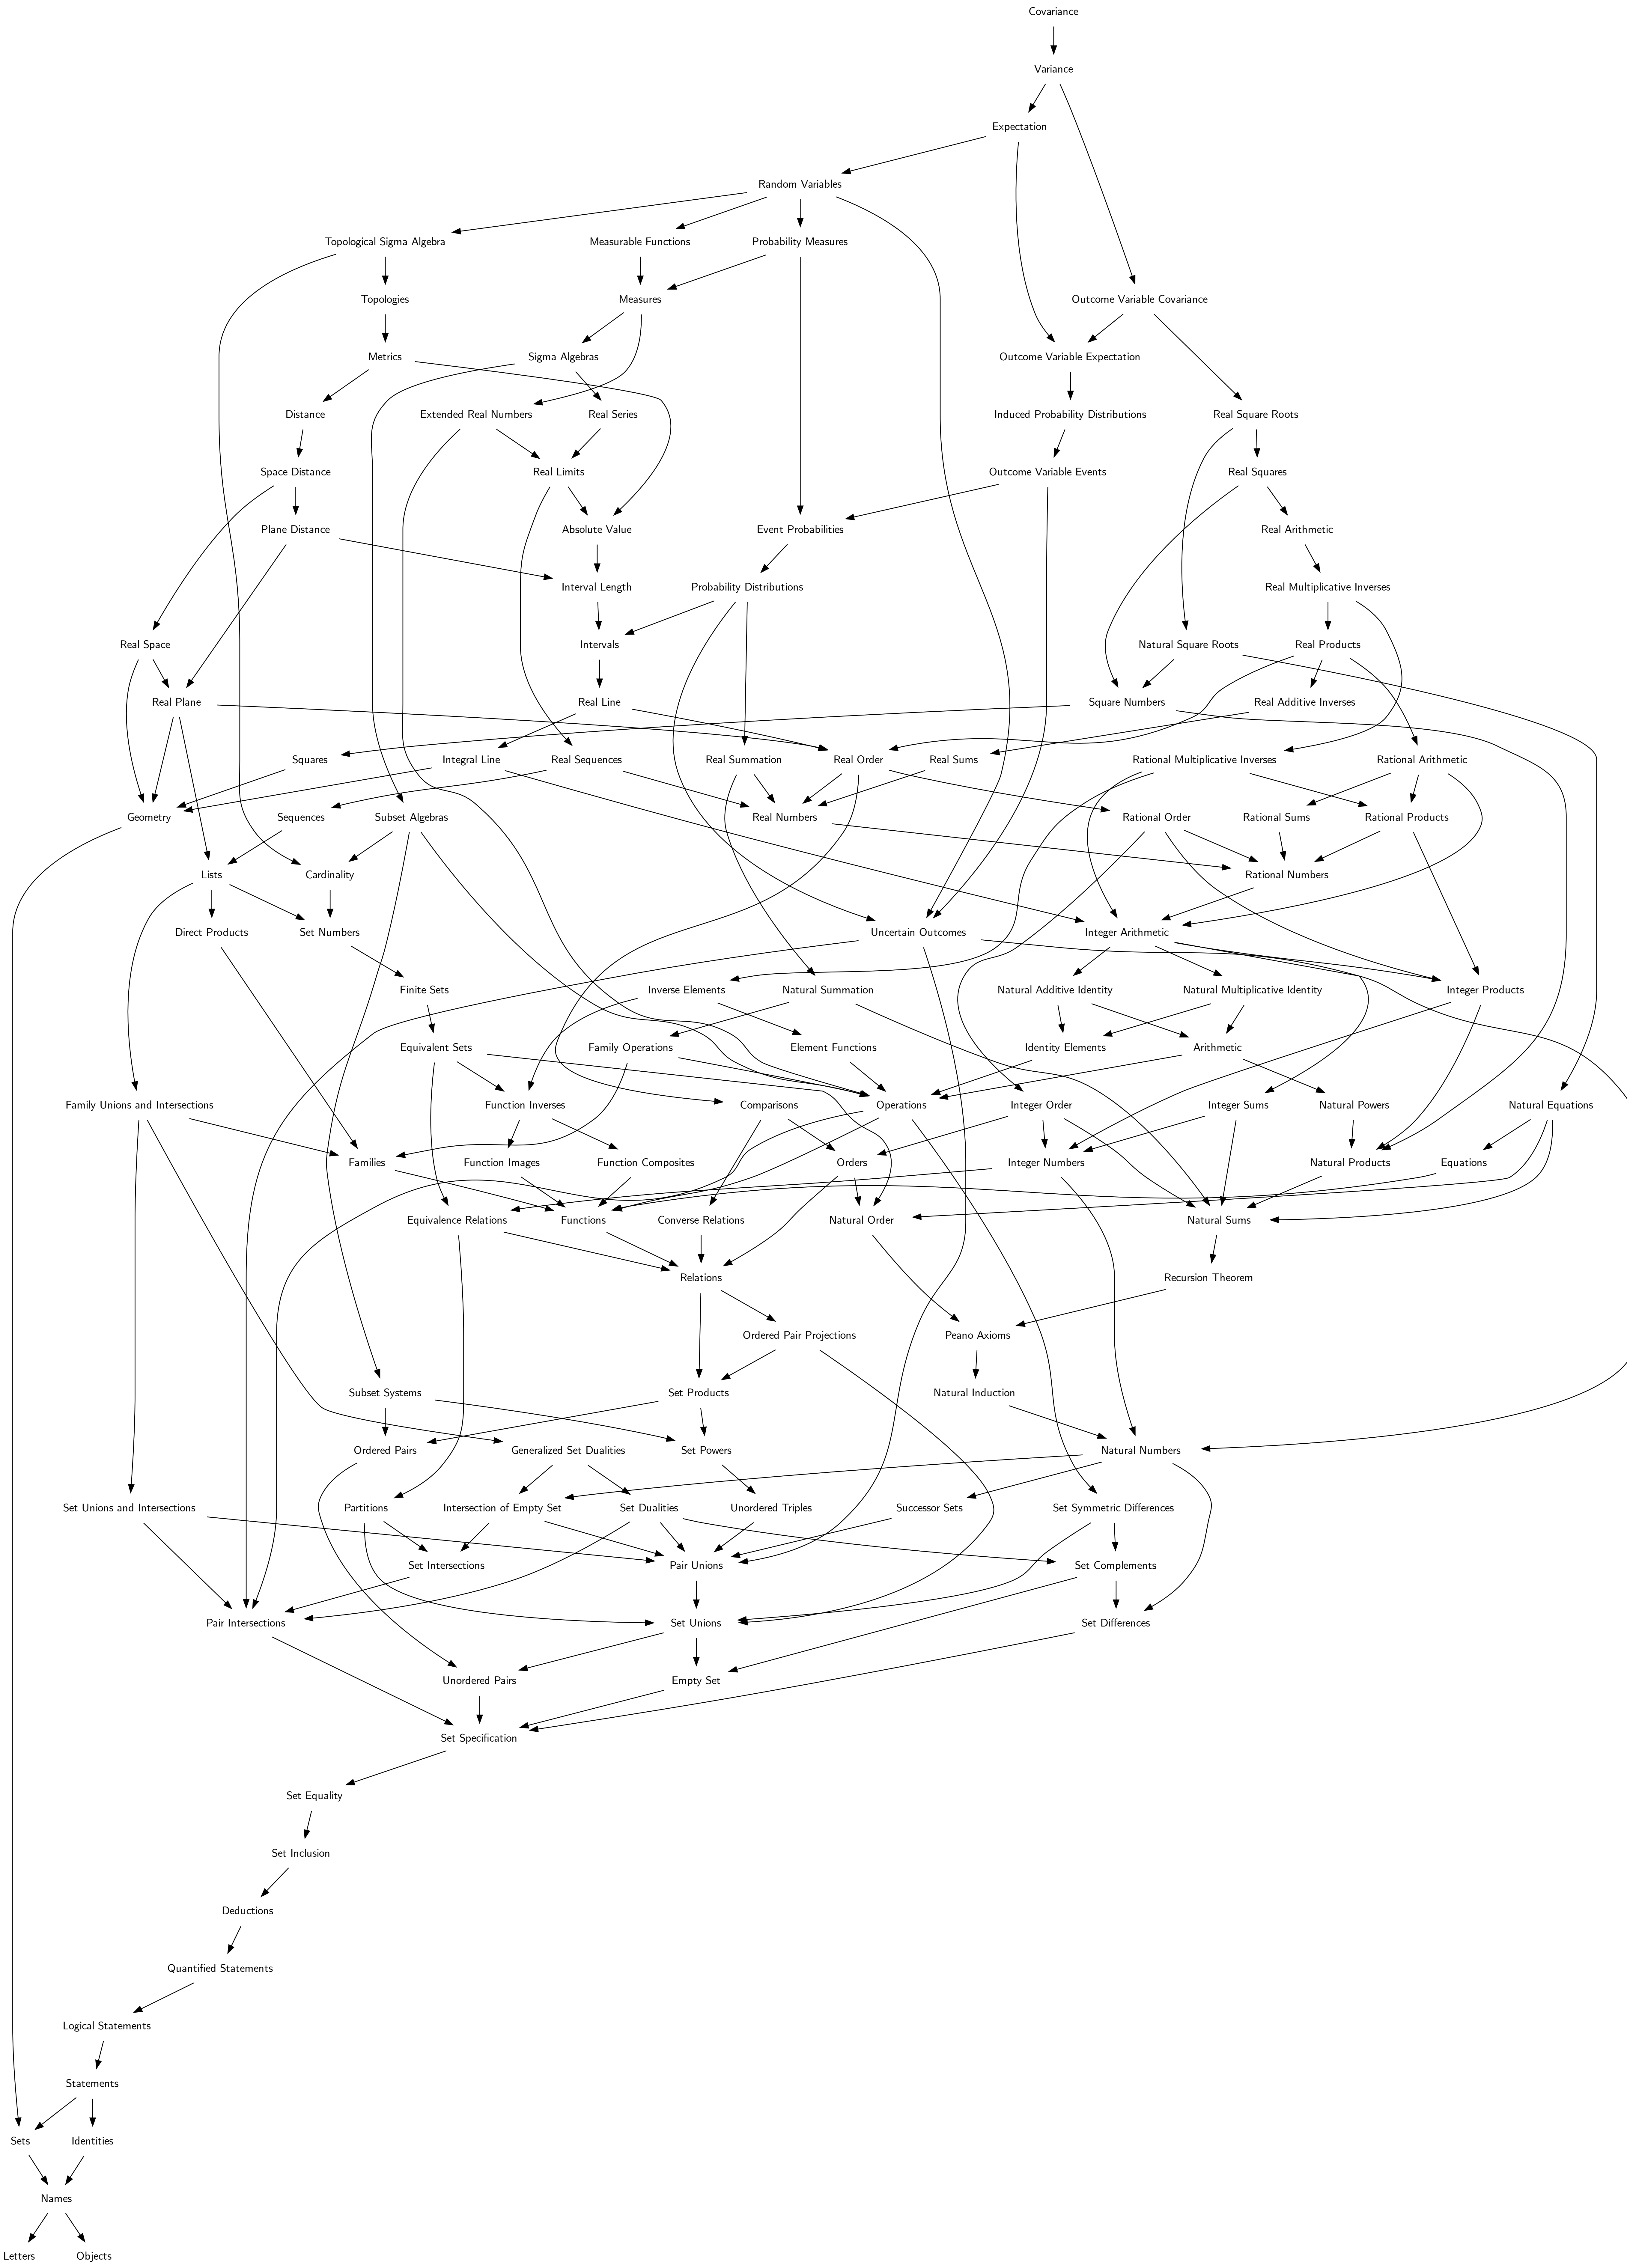 Covariance
Variance
Expectation
Random Variables
Topological Sigma Algebra
Measurable Functions
Probability Measures
Topologies
Measures
Outcome Variable Covariance
Metrics
Sigma Algebras
Outcome Variable Expectation
Distance
Extended Real Numbers
Real Series
Induced Probability Distributions
Real Square Roots
Space Distance
Real Limits
Outcome Variable Events
Real Squares
Plane Distance
Absolute Value
Event Probabilities
Real Arithmetic
Interval Length
Probability Distributions
Real Multiplicative Inverses
Real Space
Intervals
Natural Square Roots
Real Products
Real Plane
Real Line
Square Numbers
Real Additive Inverses
Squares
Integral Line
Real Sequences
Real Summation
Real Order
Real Sums
Rational Multiplicative Inverses
Rational Arithmetic
Geometry
Sequences
Subset Algebras
Real Numbers
Rational Order
Rational Sums
Rational Products
Lists
Cardinality
Rational Numbers
Direct Products
Set Numbers
Uncertain Outcomes
Integer Arithmetic
Finite Sets
Inverse Elements
Natural Summation
Natural Additive Identity
Natural Multiplicative Identity
Integer Products
Equivalent Sets
Family Operations
Element Functions
Identity Elements
Arithmetic
Family Unions and Intersections
Function Inverses
Comparisons
Operations
Integer Order
Integer Sums
Natural Powers
Natural Equations
Families
Function Images
Function Composites
Orders
Integer Numbers
Natural Products
Equations
Equivalence Relations
Functions
Converse Relations
Natural Order
Natural Sums
Relations
Recursion Theorem
Ordered Pair Projections
Peano Axioms
Subset Systems
Set Products
Natural Induction
Ordered Pairs
Generalized Set Dualities
Set Powers
Natural Numbers
Set Unions and Intersections
Partitions
Intersection of Empty Set
Set Dualities
Unordered Triples
Successor Sets
Set Symmetric Differences
Set Intersections
Pair Unions
Set Complements
Pair Intersections
Set Unions
Set Differences
Unordered Pairs
Empty Set
Set Specification
Set Equality
Set Inclusion
Deductions
Quantified Statements
Logical Statements
Statements
Sets
Identities
Names
Letters
Objects